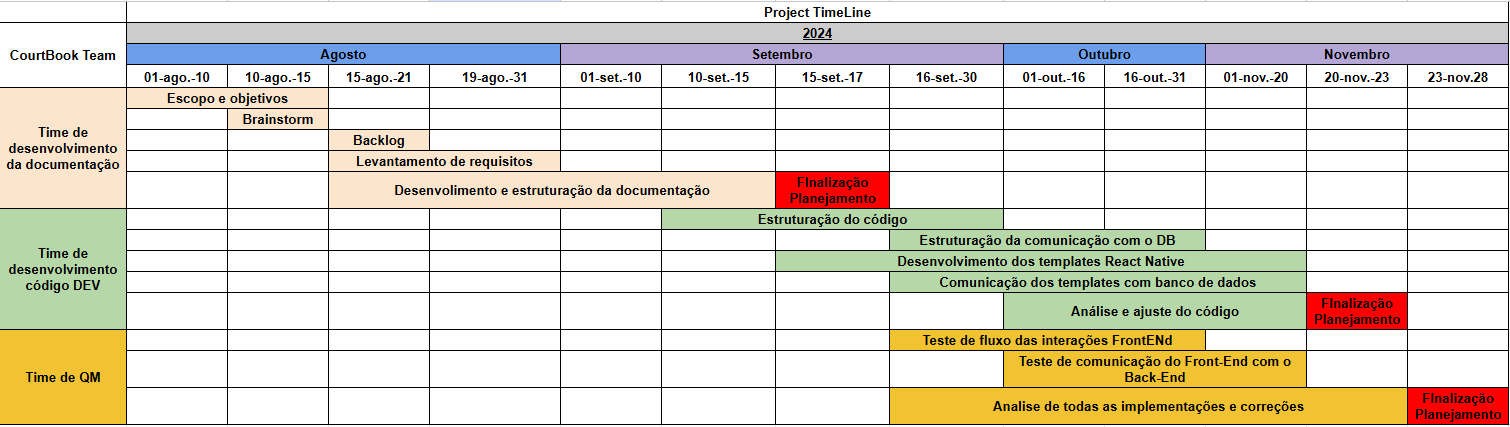 Project TimeLine
CourtBook Team
2024
Agosto Setembro Outubro Novembro
01-ago.-10 10-ago.-15 15-ago.-21 19-ago.-31 01-set.-10 10-set.-15 15-set.-17 16-set.-30 01-out.-16 16-out.-31 01-nov.-20 20-nov.-23 23-nov.28
Time de
desenvolvimento
da documentação
Escopo e objetivos
Brainstorm
Backlog
Levantamento de requisitos
Desenvolimento e estruturação da documentação
FInalização
Planejamento
Time de
desenvolvimento
código DEV
Estruturação do código
Estruturação da comunicação com o DB
Desenvolvimento dos templates React Native
Comunicação dos templates com banco de dados
Análise e ajuste do código
FInalização
Planejamento
Time de QM
Teste de fluxo das interações FrontENd
Teste de comunicação do Front-End com o
Back-End
Analise de todas as implementações e correções
FInalização
Planejamento